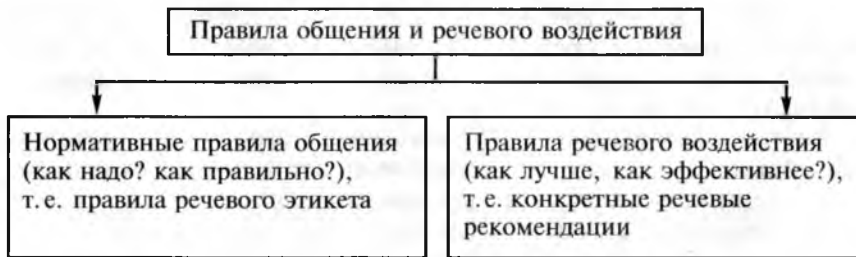 Правила общения и речевого воздействия
Нормативные правила общения
(как надо? как правильно?),
т. е. правила речевого этикета
Правила речевого воздействия
(как лучше, как эффективнее?),
т. е. конкретные речевые
рекомендации